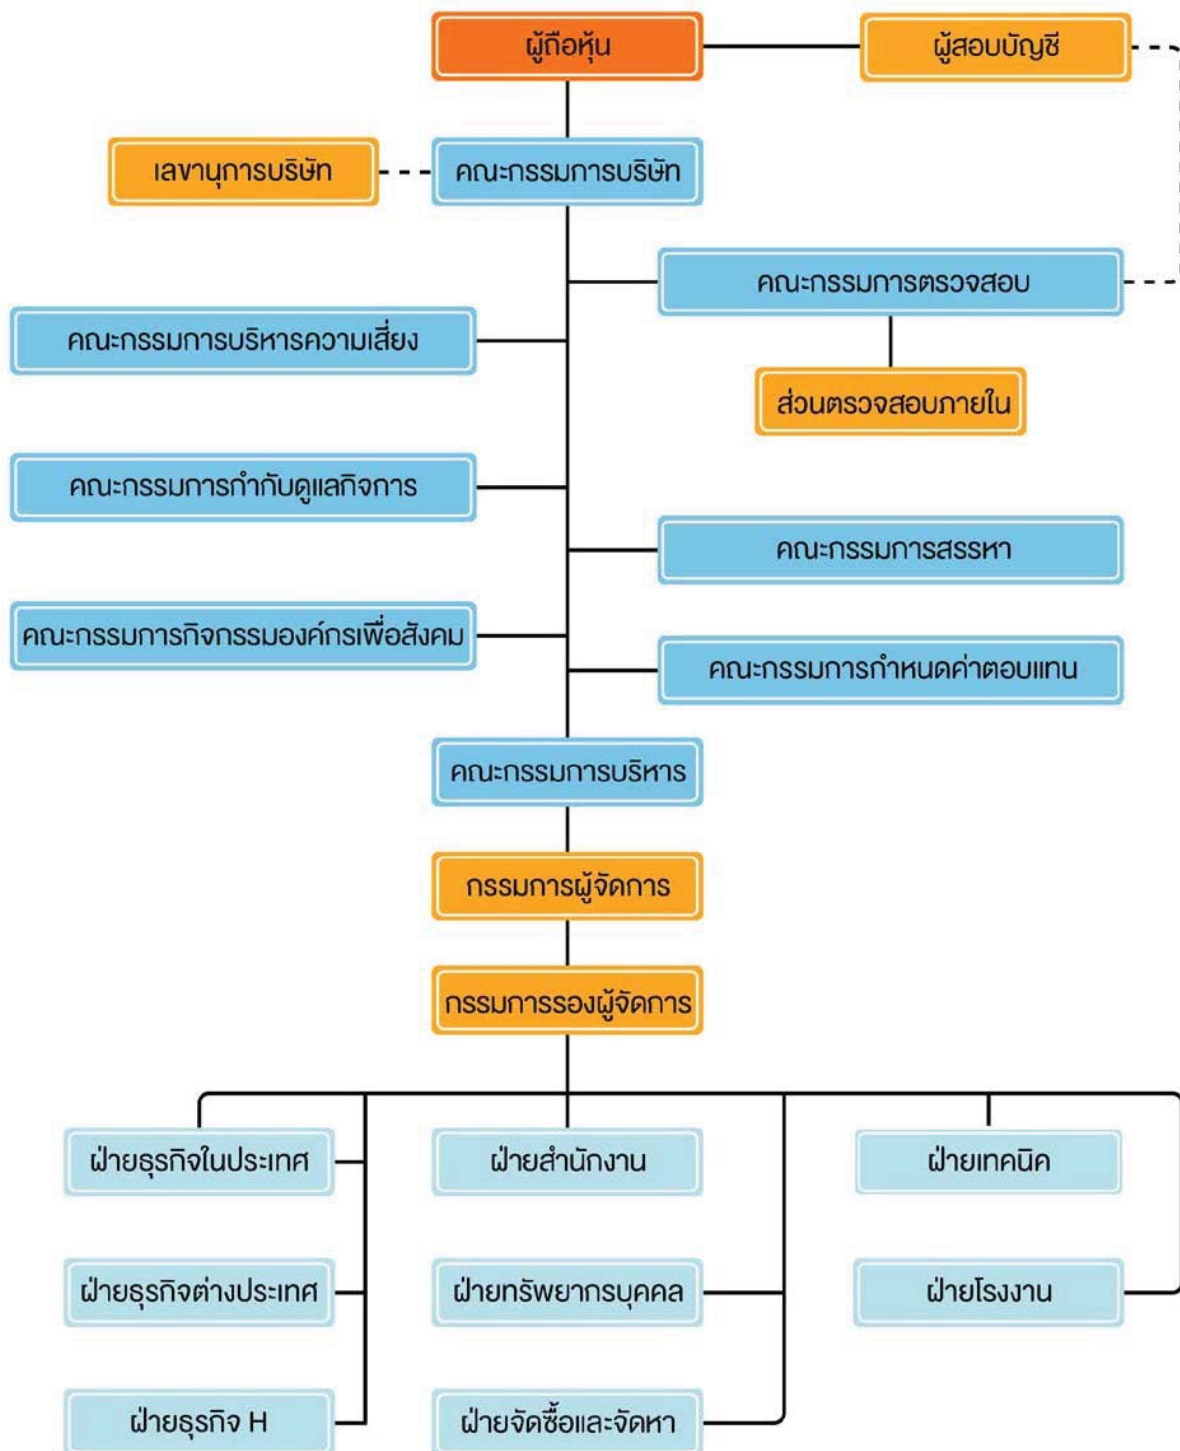 ผู้ถือหุ้น
ผู้สอบบัญชี
เลขานุการบริษัท
คณะกรรมการบริษัท
คณะกรรมการตรวจสอบ
คณะกรรมการบริหารความเสี่ยง
ส่วนตรวจสอบภายใน
คณะกรรมการกำกับดูแลกิจการ
คณะกรรมการสรรหา
คณะกรรมการกิจกรรมองค์กรเพื่อสังคม
คณะกรรมการกำหนดค่าตอบแทน
คณะกรรมการบริหาร
กรรมการผู้จัดการ
กรรมการรองผู้จัดการ
ฝ่ายธุรกิจในประเทศ
ฝ่ายสำนักงาน
ฝ่ายเทคนิค
ฝ่ายธุรกิจต่างประเทศ
ฝ่ายทรัพยากรบุคคล
ฝ่ายโรงงาน
ฝ่ายธุรกิจ H
ฝ่ายจัดซื้อและจัดหา